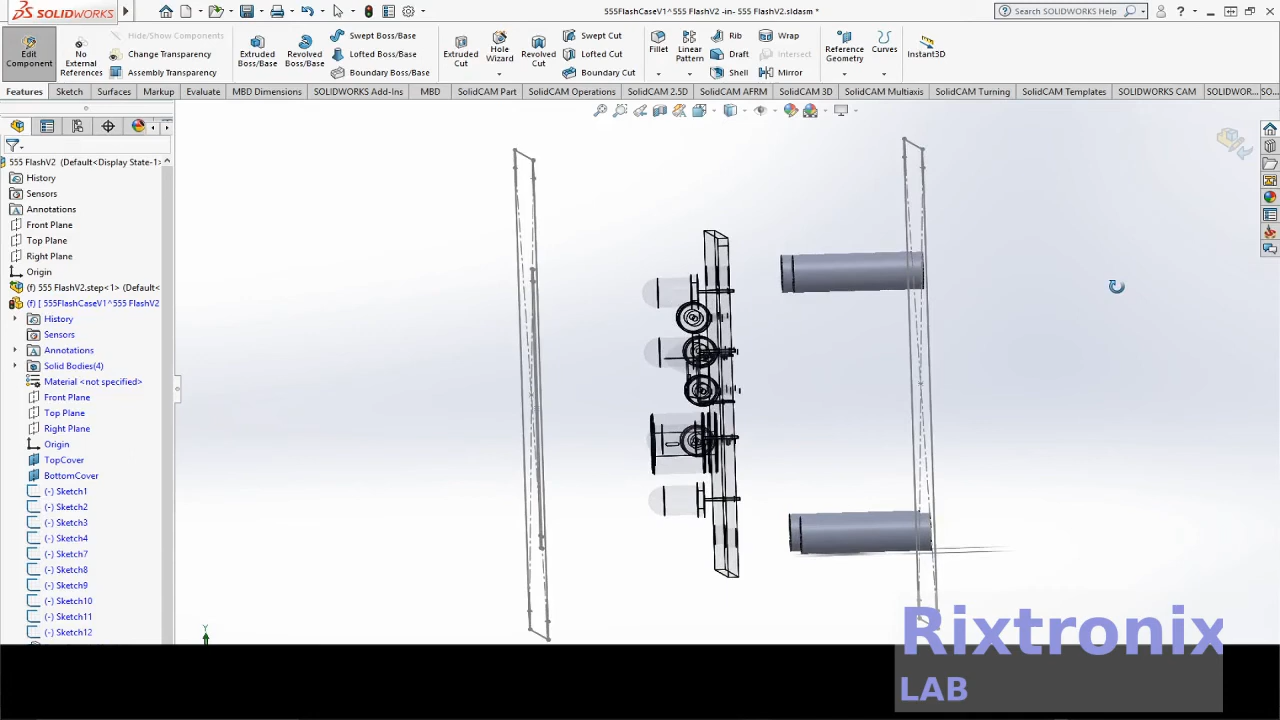 SOLIDWORKS
555FlashCaseV1^555 FlashV2 -in- 555 FlashV2.sldasm *
Search SOLIDWORKS Help
Edit Component
No External References
Hide/Show Components
Change Transparency
Assembly Transparency
Extruded Boss/Base
Revolved Boss/Base
Swept Boss/Base
Lofted Boss/Base
Boundary Boss/Base
Extruded Cut
Hole Wizard
Revolved Cut
Swept Cut
Lofted Cut
Boundary Cut
Fillet
Linear Pattern
Rib
Draft
Shell
Wrap
Intersect
Mirror
Reference Geometry
Curves
Instant3D
Features Sketch Surfaces Markup Evaluate MBD Dimensions SOLIDWORKS Add-Ins MBD SolidCAM Part SolidCAM Operations SolidCAM 2.5D SolidCAM AFRM SolidCAM 3D SolidCAM Multiaxis SolidCAM Turning SolidCAM Templates SOLIDWORKS CAM SOLIDWOR... SO...
555 FlashV2 (Default<Display State-1>
History
Sensors
Annotations
Front Plane
Top Plane
Right Plane
Origin
(f) 555 FlashV2.step<1> (Default<
(f) [ 555FlashCaseV1^555 FlashV2
History
Sensors
Annotations
Solid Bodies(4)
Material <not specified>
Front Plane
Top Plane
Right Plane
Origin
TopCover
BottomCover
(-) Sketch1
(-) Sketch2
(-) Sketch3
(-) Sketch4
(-) Sketch7
(-) Sketch8
(-) Sketch9
(-) Sketch10
(-) Sketch11
(-) Sketch12
Y
Rixtronix
LAB